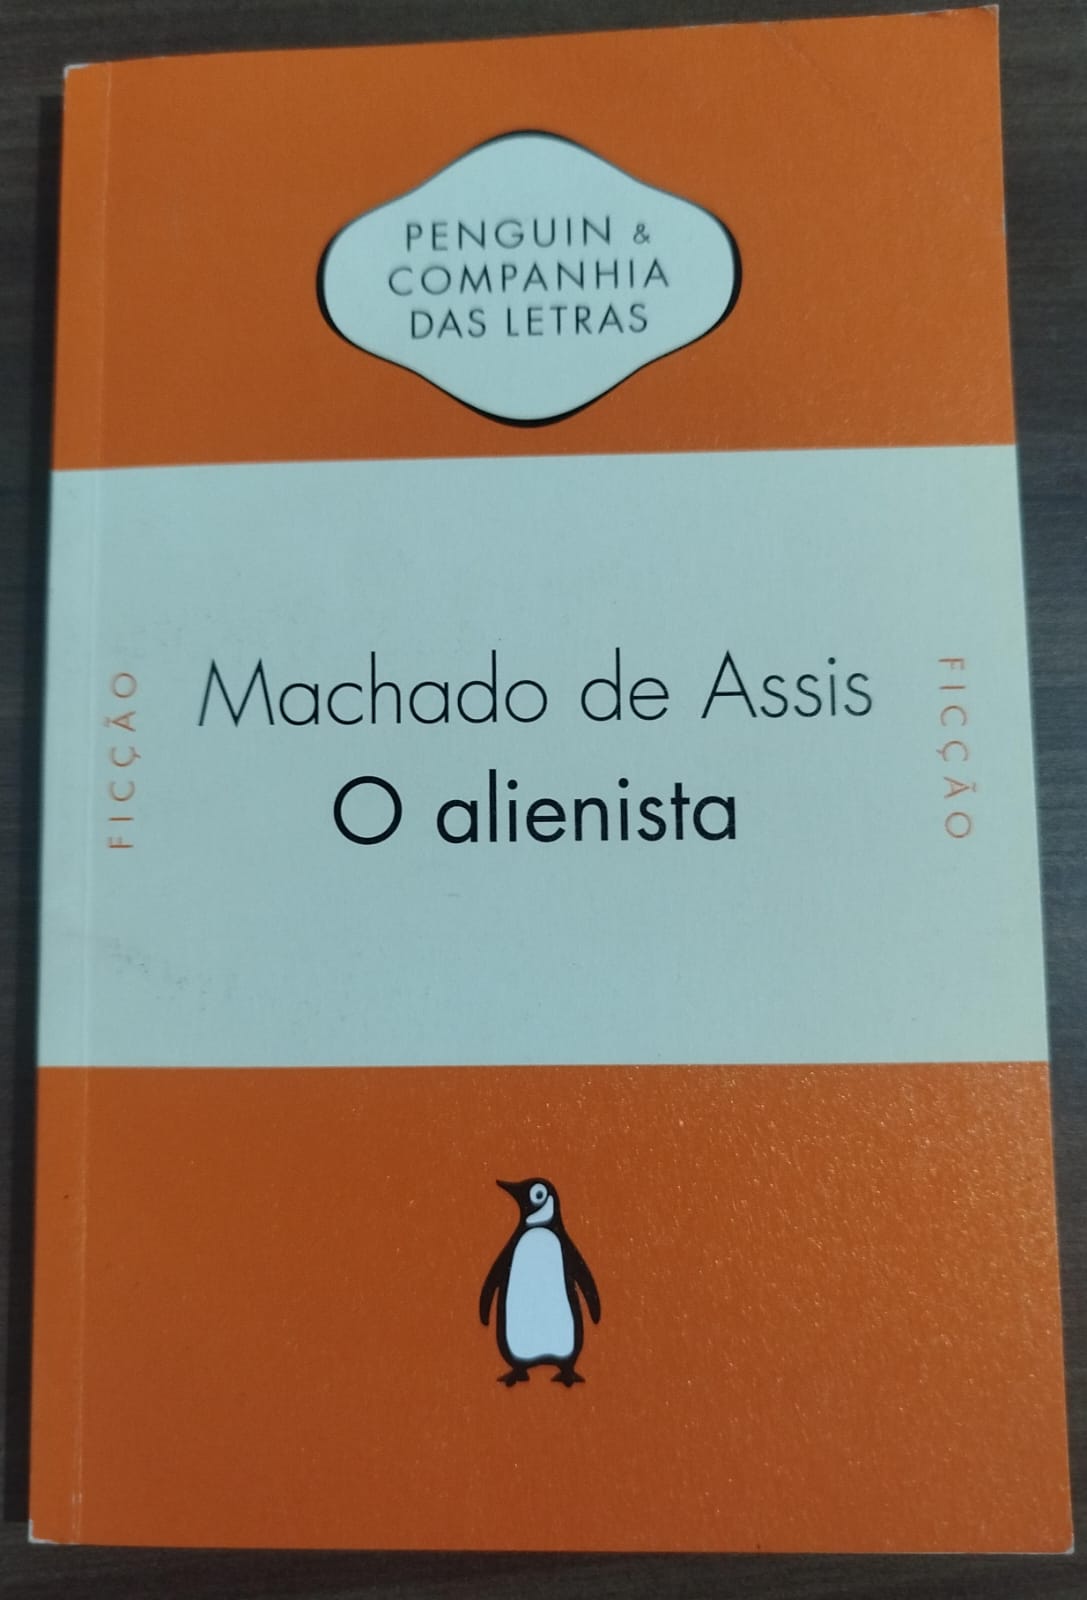 PENGUIN &
COMPANHIA
DAS LETRAS
FICÇÃO
Machado de Assis
O alienista
FICÇÃO